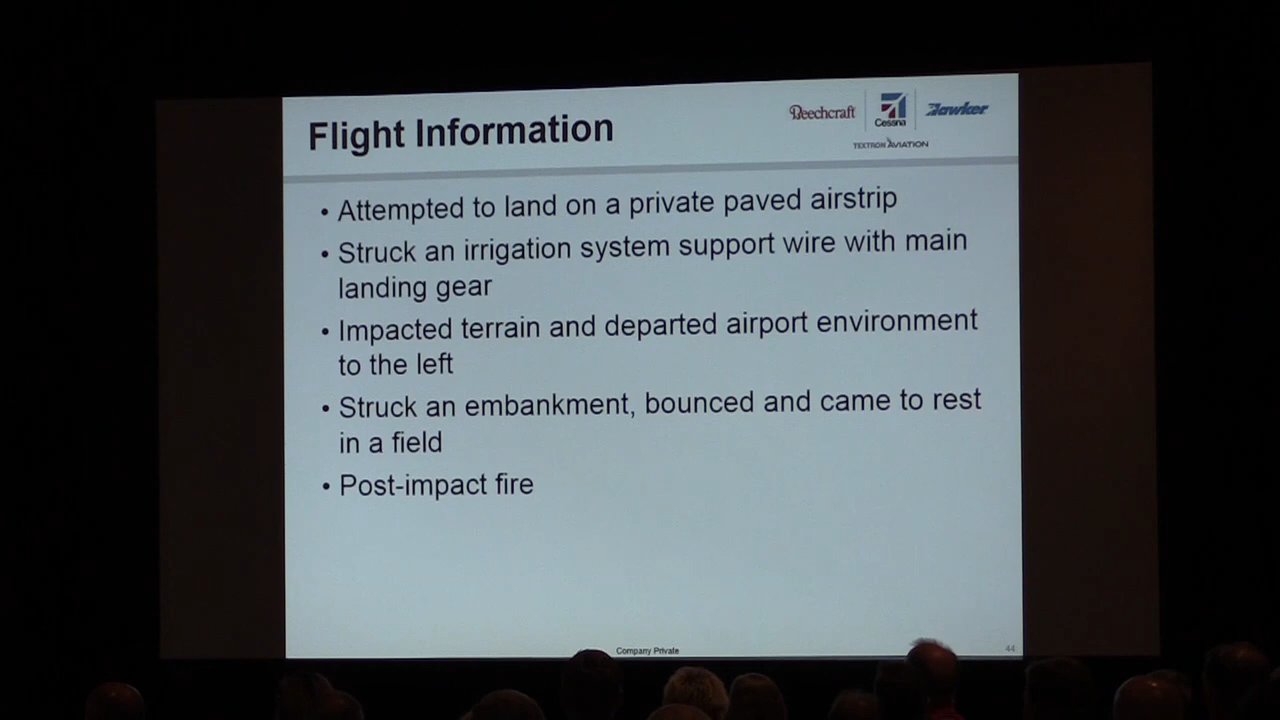 Flight Information
Beechcraft
Cessna
Hawker
TEXTRON AVIATION
• Attempted to land on a private paved airstrip
• Struck an irrigation system support wire with main
landing gear
• Impacted terrain and departed airport environment
to the left
• Struck an embankment, bounced and came to rest
in a field
• Post-impact fire
Company Private
44